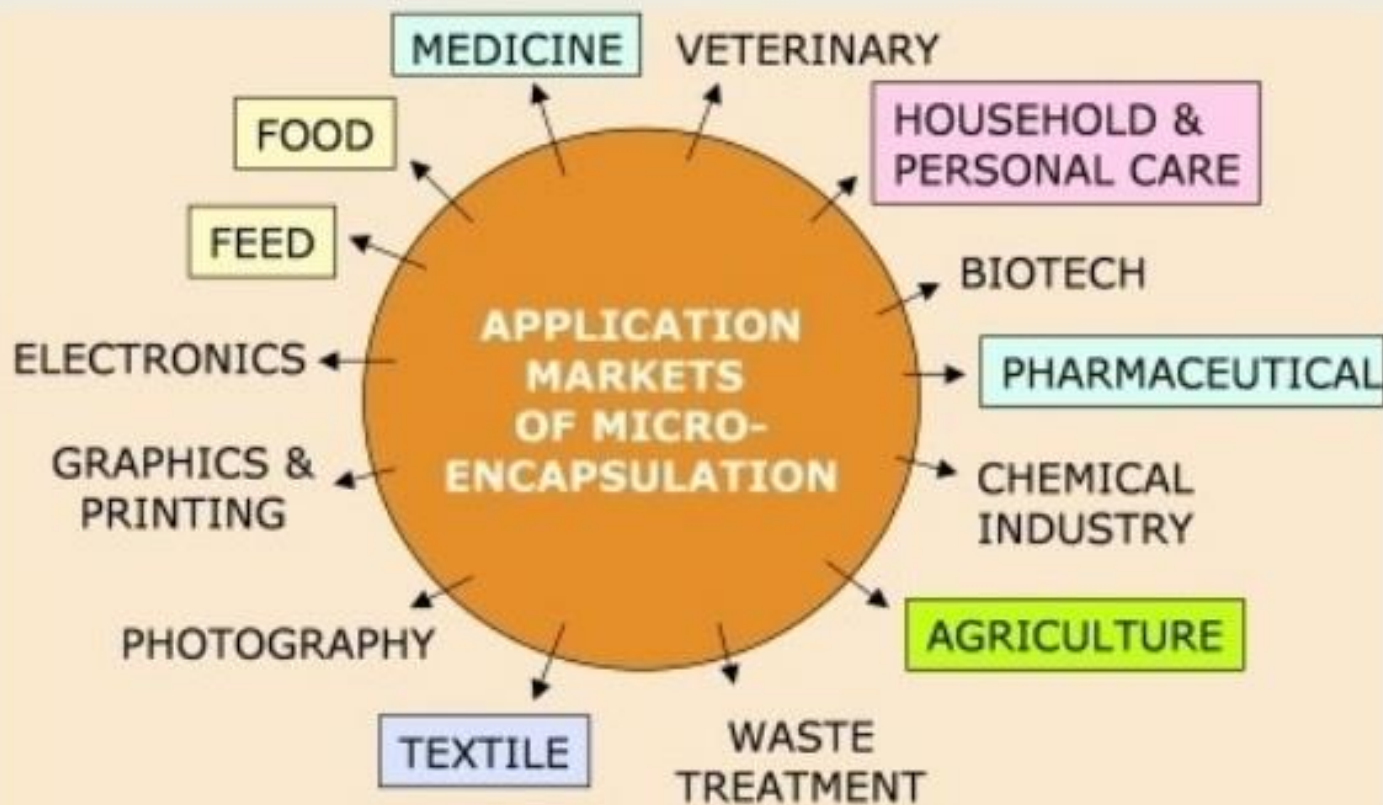 MEDICINE
VETERINARY
FOOD
HOUSEHOLD &
PERSONAL CARE
FEED
BIOTECH
APPLICATION
MARKETS
OF MICRO-
ENCAPSULATION
ELECTRONICS
PHARMACEUTICAL
GRAPHICS &
PRINTING
CHEMICAL
INDUSTRY
PHOTOGRAPHY
AGRICULTURE
TEXTILE
WASTE
TREATMENT